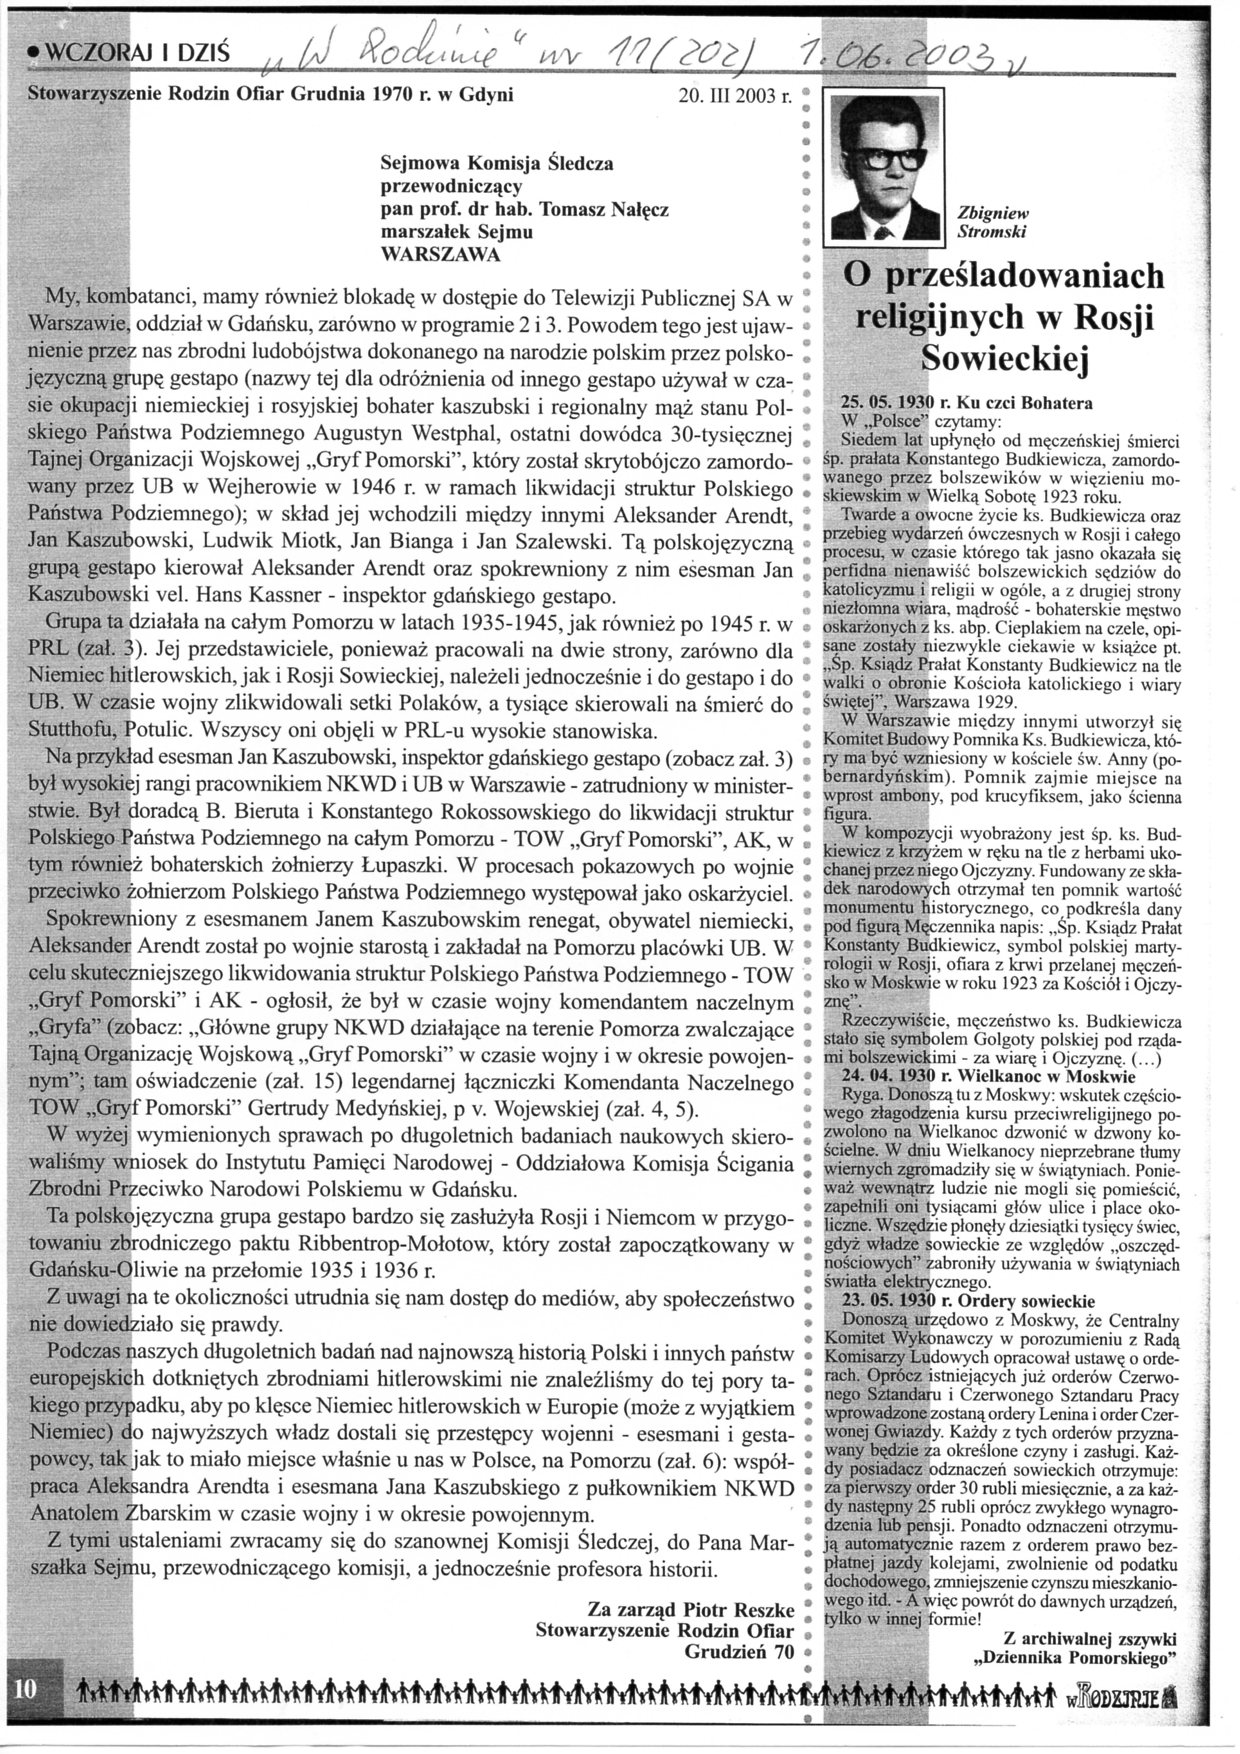 • WCZORAJ I DZIŚ
„W Rodzinie" nr 11(202) 1.06.2003
Stowarzyszenie Rodzin Ofiar Grudnia 1970 r. w Gdyni
20. III 2003 r.
Sejmowa Komisja Śledcza
przewodniczący
pan prof. dr hab. Tomasz Nałęcz
marszałek Sejmu
WARSZAWA
My, kombatanci, mamy również blokadę w dostępie do Telewizji Publicznej SA w
Warszawie, oddział w Gdańsku, zarówno w programie 2 i 3. Powodem tego jest ujaw-
nienie przez nas zbrodni ludobójstwa dokonanego na narodzie polskim przez polsko-
języczną grupę gestapo (nazwy tej dla odróżnienia od innego gestapo używał w cza-
sie okupacji niemieckiej i rosyjskiej bohater kaszubski i regionalny mąż stanu Pol-
skiego Państwa Podziemnego Augustyn Westphal, ostatni dowódca 30-tysięcznej
Tajnej Organizacji Wojskowej „Gryf Pomorski”, który został skrytobójczo zamordo-
wany przez UB w Wejherowie w 1946 r. w ramach likwidacji struktur Polskiego
Państwa Podziemnego); w skład jej wchodzili między innymi Aleksander Arendt,
Jan Kaszubowski, Ludwik Miotk, Jan Bianga i Jan Szalewski. Tą polskojęzyczną
grupą gestapo kierował Aleksander Arendt oraz spokrewniony z nim esesman Jan
Kaszubowski vel. Hans Kassner - inspektor gdańskiego gestapo.
Grupa ta działała na całym Pomorzu w latach 1935-1945, jak również po 1945 r. w
PRL (zał. 3). Jej przedstawiciele, ponieważ pracowali na dwie strony, zarówno dla
Niemiec hitlerowskich, jak i Rosji Sowieckiej, należeli jednocześnie i do gestapo i do
UB. W czasie wojny zlikwidowali setki Polaków, a tysiące skierowali na śmierć do
Stutthofu, Potulic. Wszyscy oni objęli w PRL-u wysokie stanowiska.
Na przykład esesman Jan Kaszubowski, inspektor gdańskiego gestapo (zobacz zał. 3)
był wysokiej rangi pracownikiem NKWD i UB w Warszawie - zatrudniony w minister-
stwie. Był doradcą B. Bieruta i Konstantego Rokossowskiego do likwidacji struktur
Polskiego Państwa Podziemnego na całym Pomorzu - TOW „Gryf Pomorski”, AK, w
tym również bohaterskich żołnierzy Łupaszki. W procesach pokazowych po wojnie
przeciwko żołnierzom Polskiego Państwa Podziemnego występował jako oskarżyciel.
Spokrewniony z esesmanem Janem Kaszubowskim renegat, obywatel niemiecki,
Aleksander Arendt został po wojnie starostą i zakładał na Pomorzu placówki UB. W
celu skuteczniejszego likwidowania struktur Polskiego Państwa Podziemnego - TOW
„Gryf Pomorski” i AK - ogłosił, że był w czasie wojny komendantem naczelnym
„Gryfa” (zobacz: „Główne grupy NKWD działające na terenie Pomorza zwalczające
Tajną Organizację Wojskową „Gryf Pomorski” w czasie wojny i w okresie powojen-
nym”; tam oświadczenie (zał. 15) legendarnej łączniczki Komendanta Naczelnego
TOW „Gryf Pomorski” Gertrudy Medyńskiej, p v. Wojewskiej (zał. 4, 5).
W wyżej wymienionych sprawach po długoletnich badaniach naukowych skiero-
waliśmy wniosek do Instytutu Pamięci Narodowej - Oddziałowa Komisja Ścigania
Zbrodni Przeciwko Narodowi Polskiemu w Gdańsku.
Ta polskojęzyczna grupa gestapo bardzo się zasłużyła Rosji i Niemcom w przygo-
towaniu zbrodniczego paktu Ribbentrop-Mołotow, który został zapoczątkowany w
Gdańsku-Oliwie na przełomie 1935 i 1936 r.
Z uwagi na te okoliczności utrudnia się nam dostęp do mediów, aby społeczeństwo
nie dowiedziało się prawdy.
Podczas naszych długoletnich badań nad najnowszą historią Polski i innych państw
europejskich dotkniętych zbrodniami hitlerowskimi nie znaleźliśmy do tej pory ta-
kiego przypadku, aby po klęsce Niemiec hitlerowskich w Europie (może z wyjątkiem
Niemiec) do najwyższych władz dostali się przestępcy wojenni - esesmani i gesta-
powcy, tak jak to miało miejsce właśnie u nas w Polsce, na Pomorzu (zał. 6): współ-
praca Aleksandra Arendta i esesmana Jana Kaszubskiego z pułkownikiem NKWD
Anatolem Zbarskim w czasie wojny i w okresie powojennym.
Z tymi ustaleniami zwracamy się do szanownej Komisji Śledczej, do Pana Mar-
szałka Sejmu, przewodniczącego komisji, a jednocześnie profesora historii.
Za zarząd Piotr Reszke
Stowarzyszenie Rodzin Ofiar
Grudzień 70
Zbigniew
Stromski
O prześladowaniach
religijnych w Rosji
Sowieckiej
25. 05. 1930 r. Ku czci Bohatera
W „Polsce” czytamy:
Siedem lat upłynęło od męczeńskiej śmierci
śp. prałata Konstantego Budkiewicza, zamordo-
wanego przez bolszewików w więzieniu mo-
skiewskim w Wielką Sobotę 1923 roku.
Twarde a owocne życie ks. Budkiewicza oraz
przebieg wydarzeń ówczesnych w Rosji i całego
procesu, w czasie którego tak jasno okazała się
perfidna nienawiść bolszewickich sędziów do
katolicyzmu i religii w ogóle, a z drugiej strony
niezłomna wiara, mądrość - bohaterskie męstwo
oskarżonych z ks. abp. Cieplakiem na czele, opi-
sane zostały niezwykle ciekawie w książce pt.
„Śp. Ksiądz Prałat Konstanty Budkiewicz na tle
walki o obronie Kościoła katolickiego i wiary
świętej”, Warszawa 1929.
W Warszawie między innymi utworzył się
Komitet Budowy Pomnika Ks. Budkiewicza, któ-
ry ma być wzniesiony w kościele św. Anny (po-
bernardyńskim). Pomnik zajmie miejsce na
wprost ambony, pod krucyfiksem, jako ścienna
figura.
W kompozycji wyobrażony jest śp. ks. Bud-
kiewicz z krzyżem w ręku na tle z herbami uko-
chanej przez niego Ojczyzny. Fundowany ze skła-
dek narodowych otrzymał ten pomnik wartość
monumentu historycznego, co podkreśla dany
pod figurą Męczennika napis: „Śp. Ksiądz Prałat
Konstanty Budkiewicz, symbol polskiej marty-
rologii w Rosji, ofiara z krwi przelanej męczeń-
sko w Moskwie w roku 1923 za Kościół i Ojczy-
znę”.
Rzeczywiście, męczeństwo ks. Budkiewicza
stało się symbolem Golgoty polskiej pod rząda-
mi bolszewickimi - za wiarę i Ojczyznę. (...)
24. 04. 1930 r. Wielkanoc w Moskwie
Ryga. Donoszą tu z Moskwy: wskutek częścio-
wego złagodzenia kursu przeciwreligijnego po-
zwolono na Wielkanoc dzwonić w dzwony ko-
ścielne. W dniu Wielkanocy nieprzebrane tłumy
wiernych zgromadziły się w świątyniach. Ponie-
waż wewnątrz ludzie nie mogli się pomieścić,
zapełnili oni tysiącami głów ulice i place oko-
liczne. Wszędzie płonęły dziesiątki tysięcy świec,
gdyż władze sowieckie ze względów „oszczęd-
nościowych” zabroniły używania w świątyniach
światła elektrycznego.
23. 05. 1930 r. Ordery sowieckie
Donoszą urzędowo z Moskwy, że Centralny
Komitet Wykonawczy w porozumieniu z Radą
Komisarzy Ludowych opracował ustawę o orde-
rach. Oprócz istniejących już orderów Czerwo-
nego Sztandaru i Czerwonego Sztandaru Pracy
wprowadzone zostaną ordery Lenina i order Czer-
wonej Gwiazdy. Każdy z tych orderów przyzna-
wany będzie za określone czyny i zasługi. Każ-
dy posiadacz odznaczeń sowieckich otrzymuje:
za pierwszy order 30 rubli miesięcznie, a za każ-
dy następny 25 rubli oprócz zwykłego wynagro-
dzenia lub pensji. Ponadto odznaczeni otrzymu-
ją automatycznie razem z orderem prawo bez-
płatnej jazdy kolejami, zwolnienie od podatku
dochodowego, zmniejszenie czynszu mieszkanio-
wego itd. - A więc powrót do dawnych urządzeń,
tylko w innej formie!
Z archiwalnej zszywki
„Dziennika Pomorskiego”
10
W RODZINIE